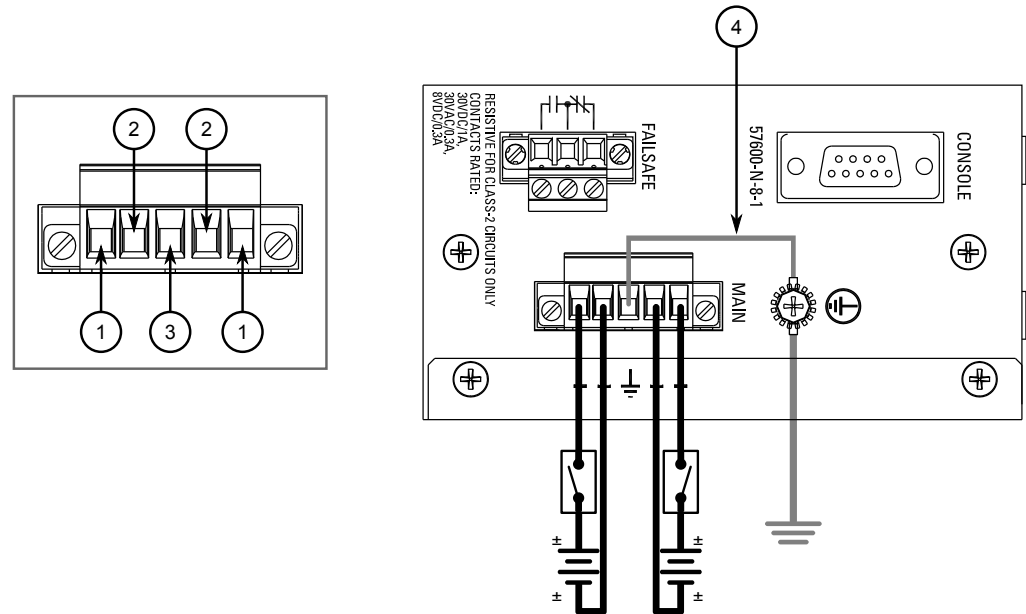 4
2
2
1
3
1
RESISTIVE FOR CLASS-2 CIRCUITS ONLY
CONTACTS RATED:
30VDC/1A,
30VAC/0.3A,
8VDC/0.3A
FAILSAFE
57600-N-8-1
CONSOLE
MAIN
±
±
±
±